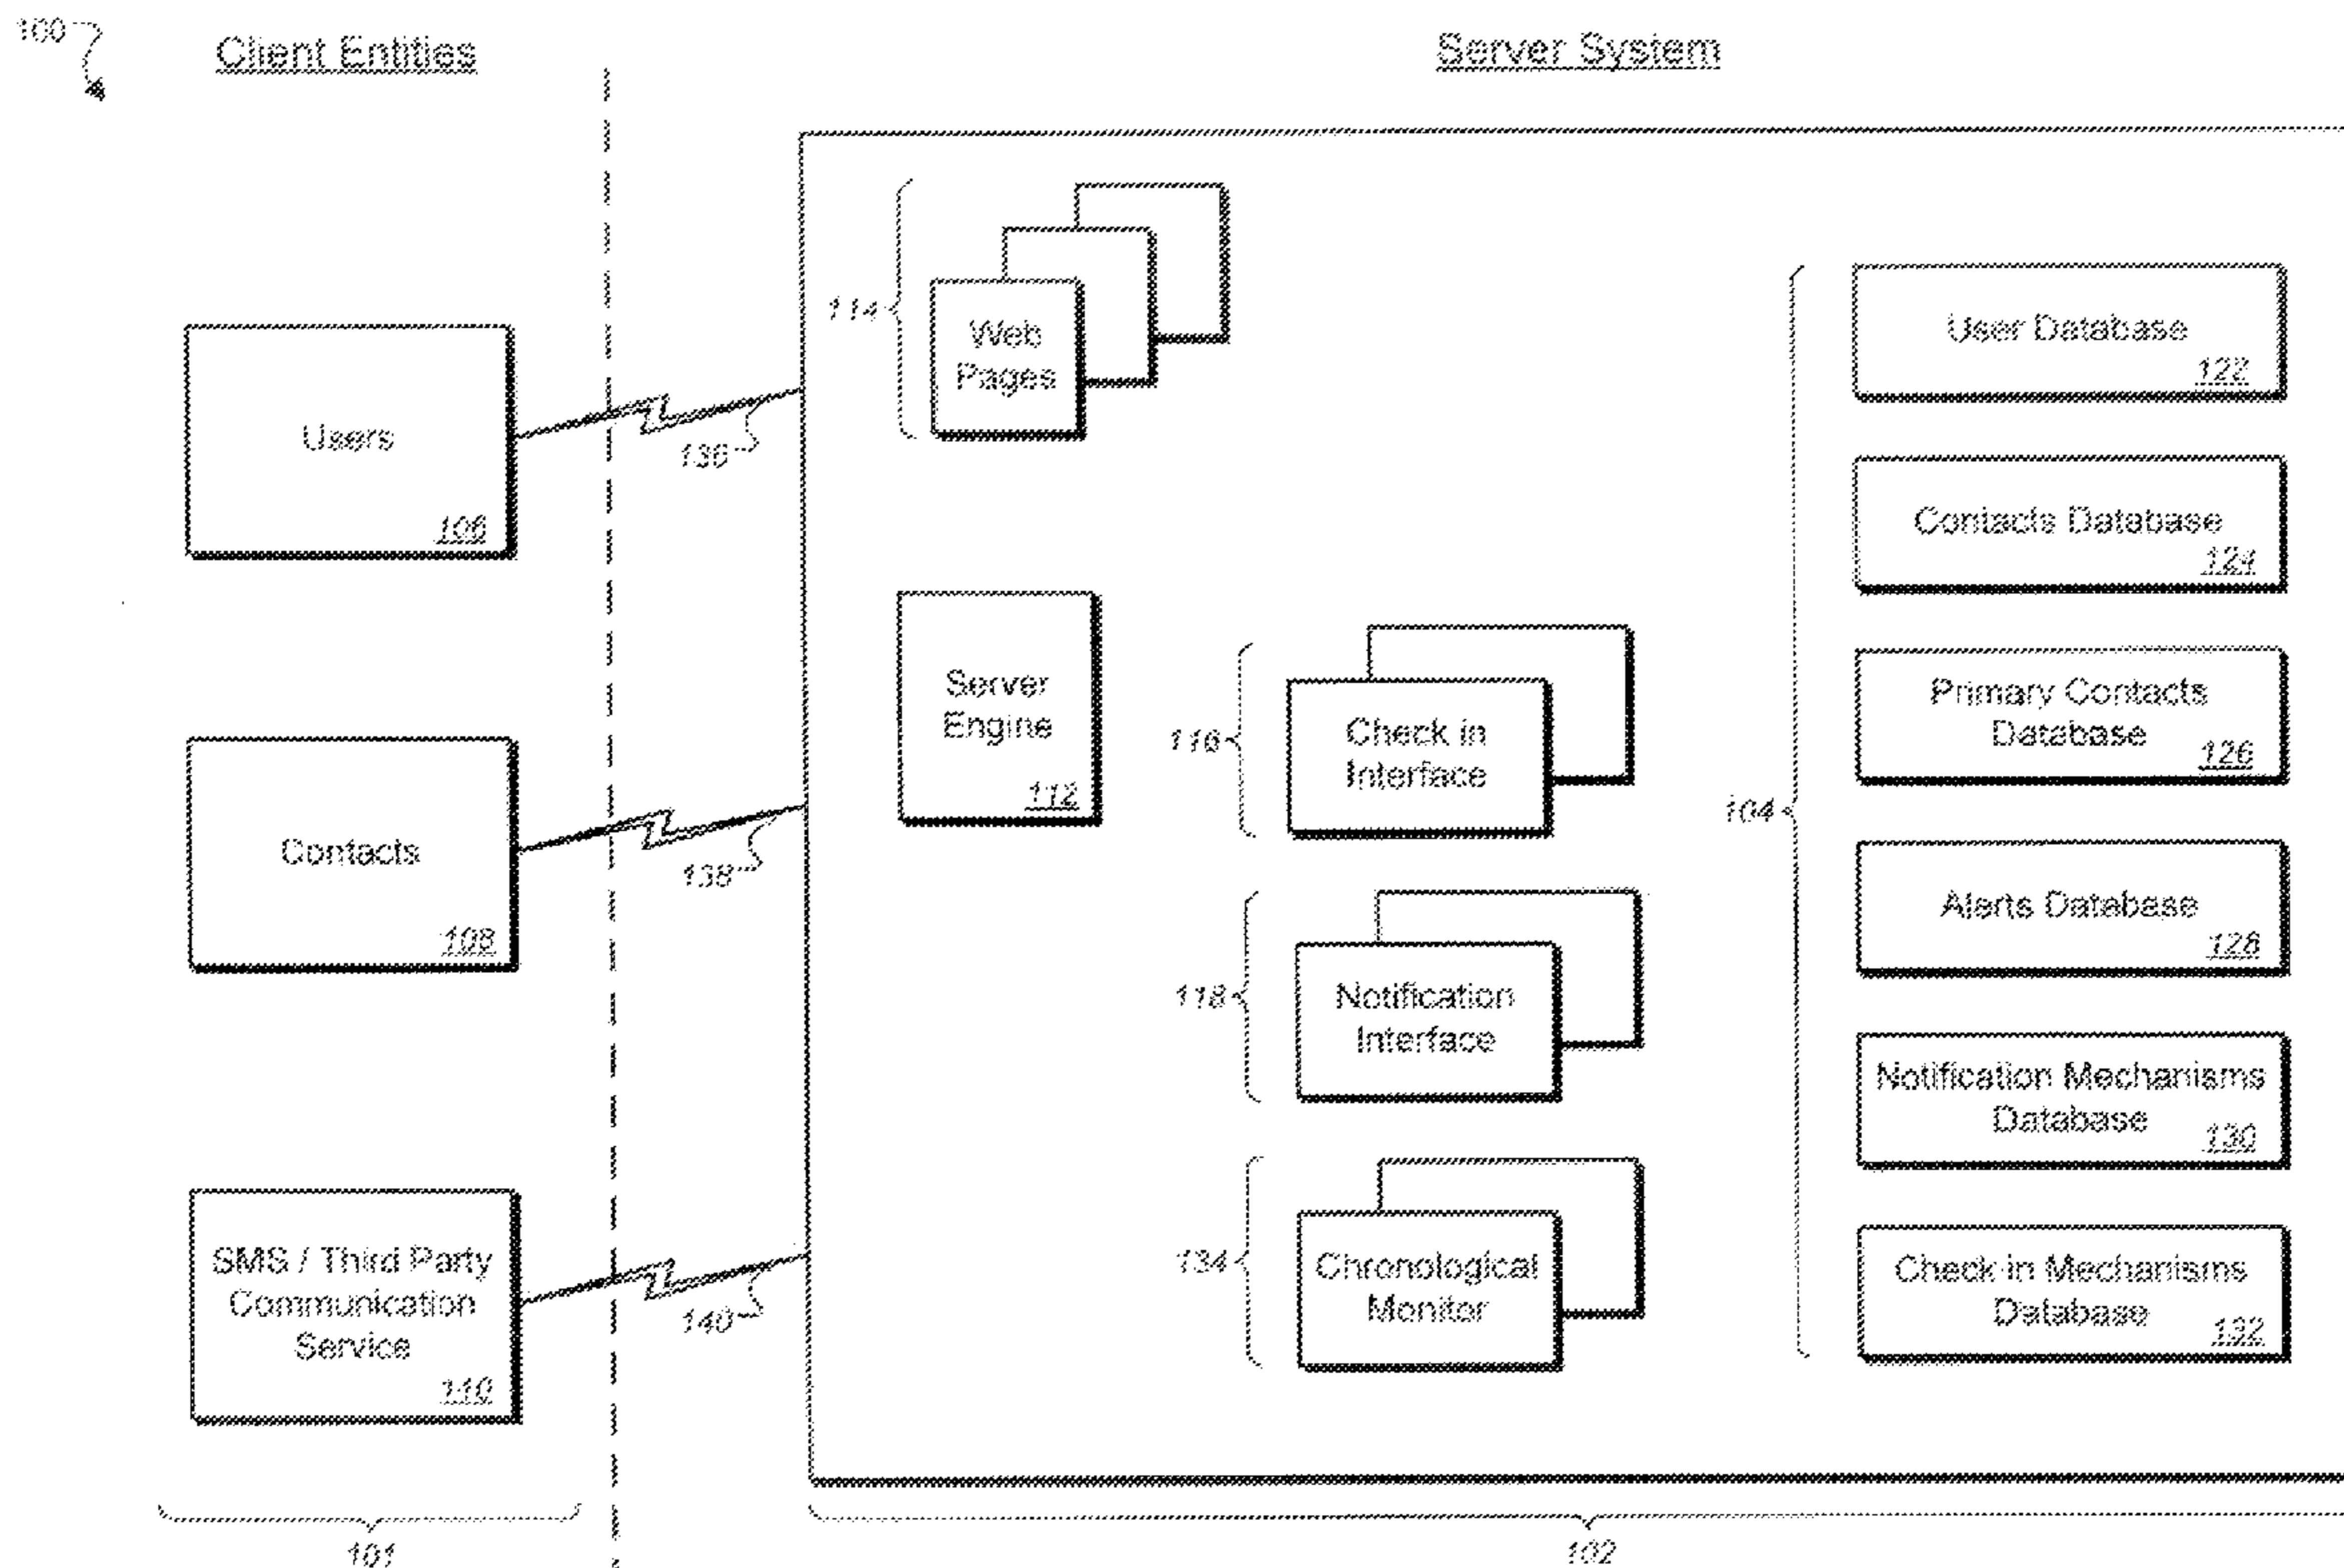 100
Client Entities
Server System
Users
106
136
Contacts
108
138
SMS / Third Party
Communication
Service
110
140
101
114
Web
Pages
Server
Engine
112
116
Check in
Interface
118
Notification
Interface
134
Chronological
Monitor
104
User Database
122
Contacts Database
124
Primary Contacts
Database
126
Alerts Database
128
Notification Mechanisms
Database
130
Check-in Mechanisms
Database
132
102